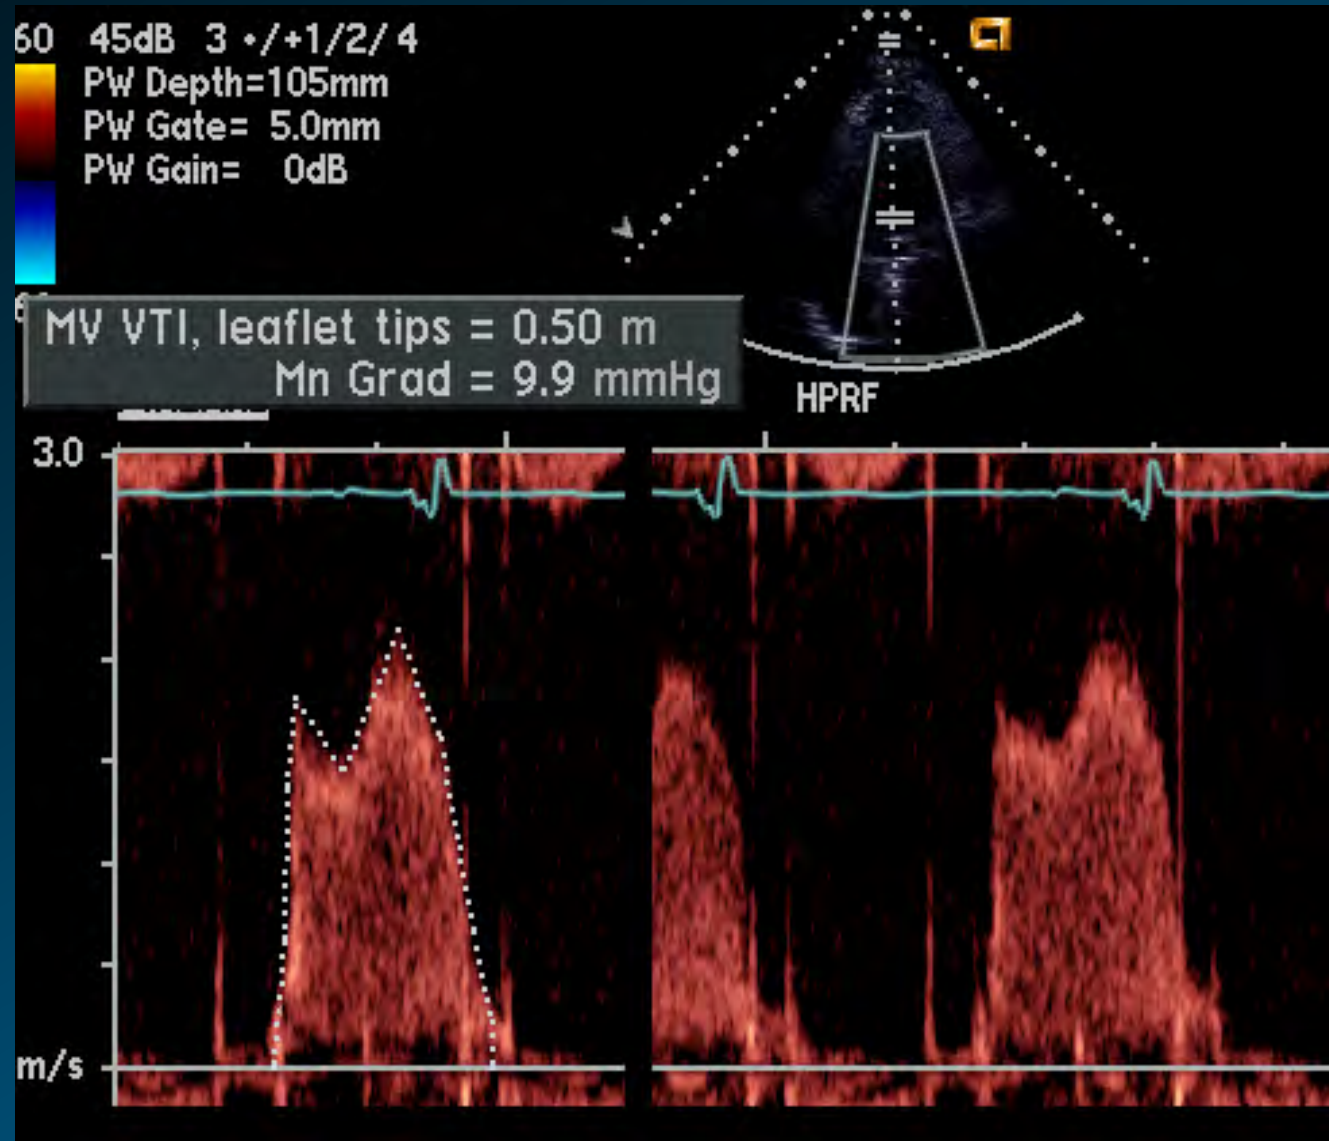 60 45dB 3 •/+1/2/4
PW Depth=105mm
PW Gate= 5.0mm
PW Gain= 0dB
MV VTI, leaflet tips = 0.50 m
Mn Grad = 9.9 mmHg
HPRF
3.0
m/s